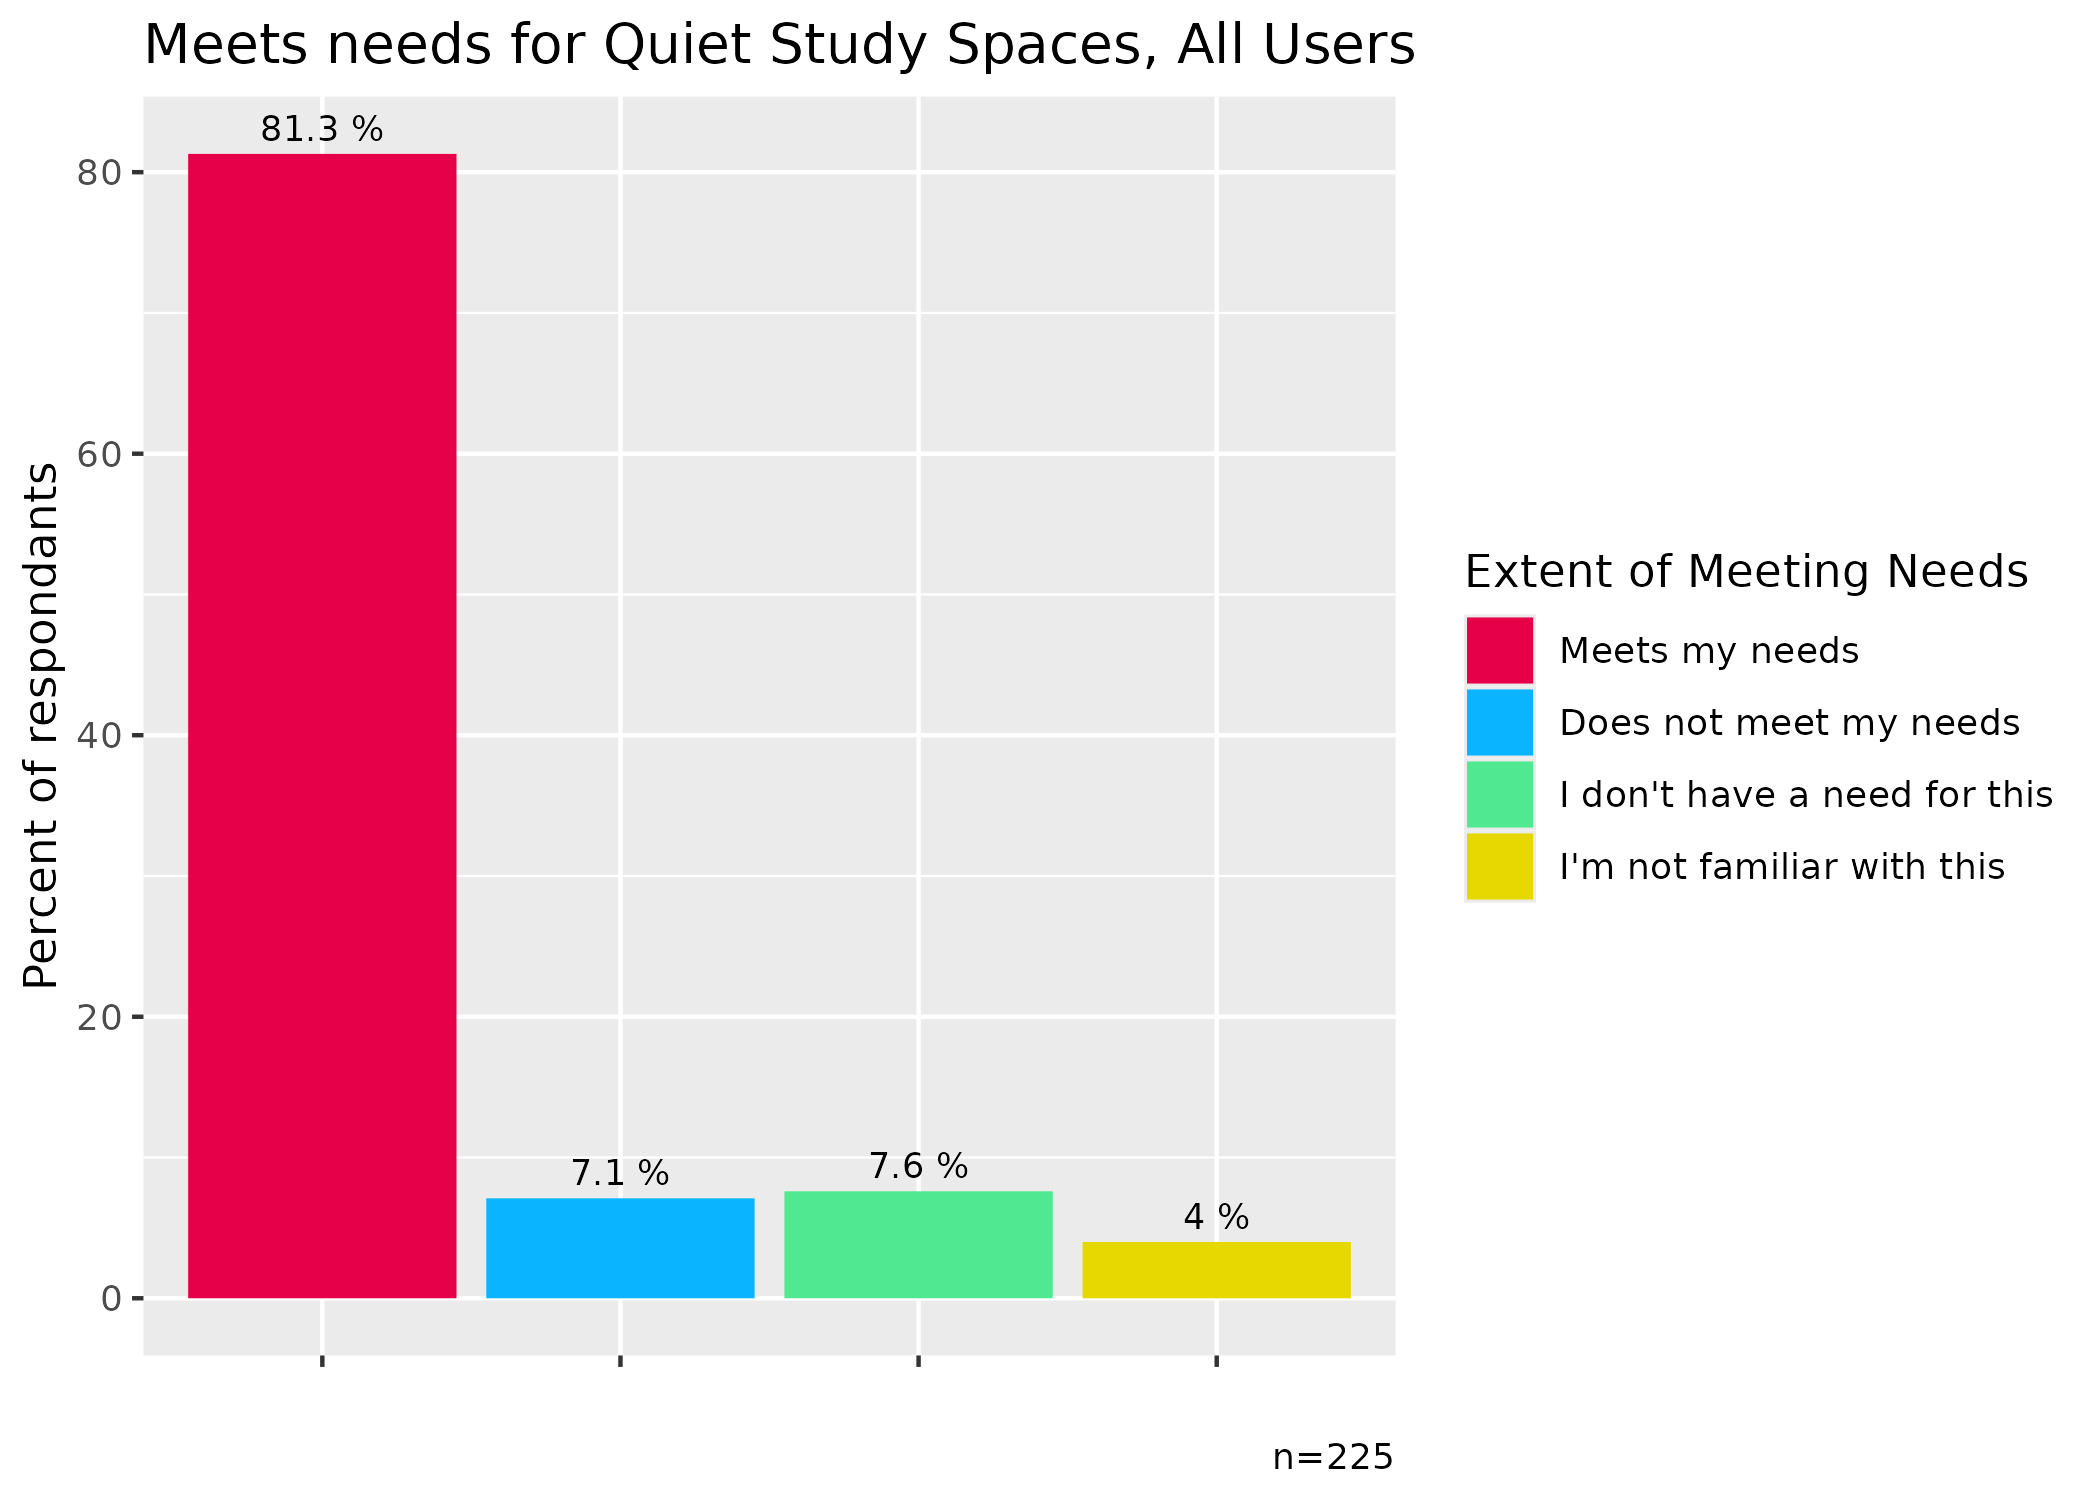 Meets needs for Quiet Study Spaces, All Users
Percent of respondants
80
60
40
20
0
81.3 %
7.1 %
7.6 %
4 %
Extent of Meeting Needs
Meets my needs
Does not meet my needs
I don't have a need for this
I'm not familiar with this
n=225